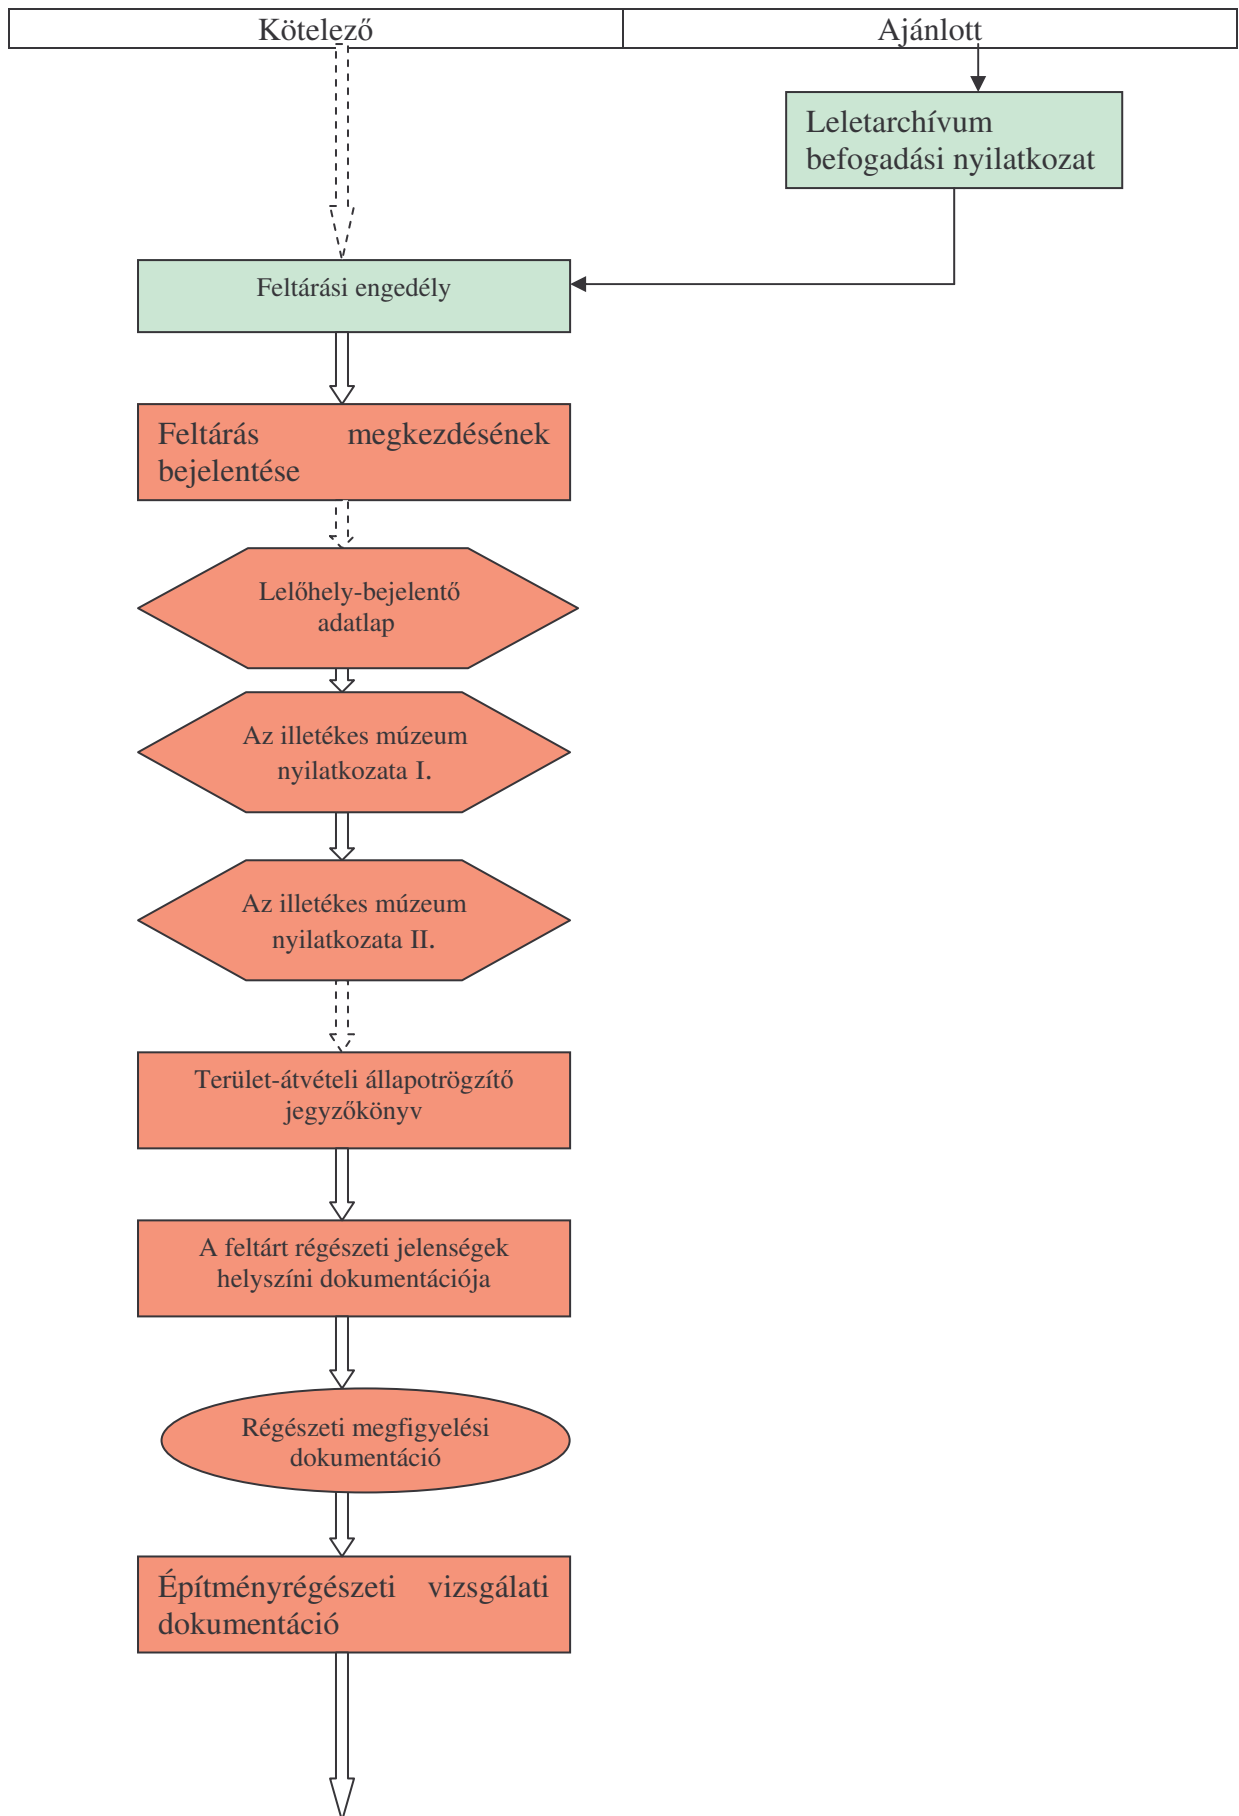 Kötelező
Ajánlott
Leletarchívum
befogadási nyilatkozat
Feltárási engedély
Feltárás megkezdésének
bejelentése
Lelőhely-bejelentő
adatlap
Az illetékes múzeum
nyilatkozata I.
Az illetékes múzeum
nyilatkozata II.
Terület-átvételi állapotrögzítő
jegyzőkönyv
A feltárt régészeti jelenségek
helyszíni dokumentációja
Régészeti megfigyelési
dokumentáció
Építményrégészeti vizsgálati
dokumentáció